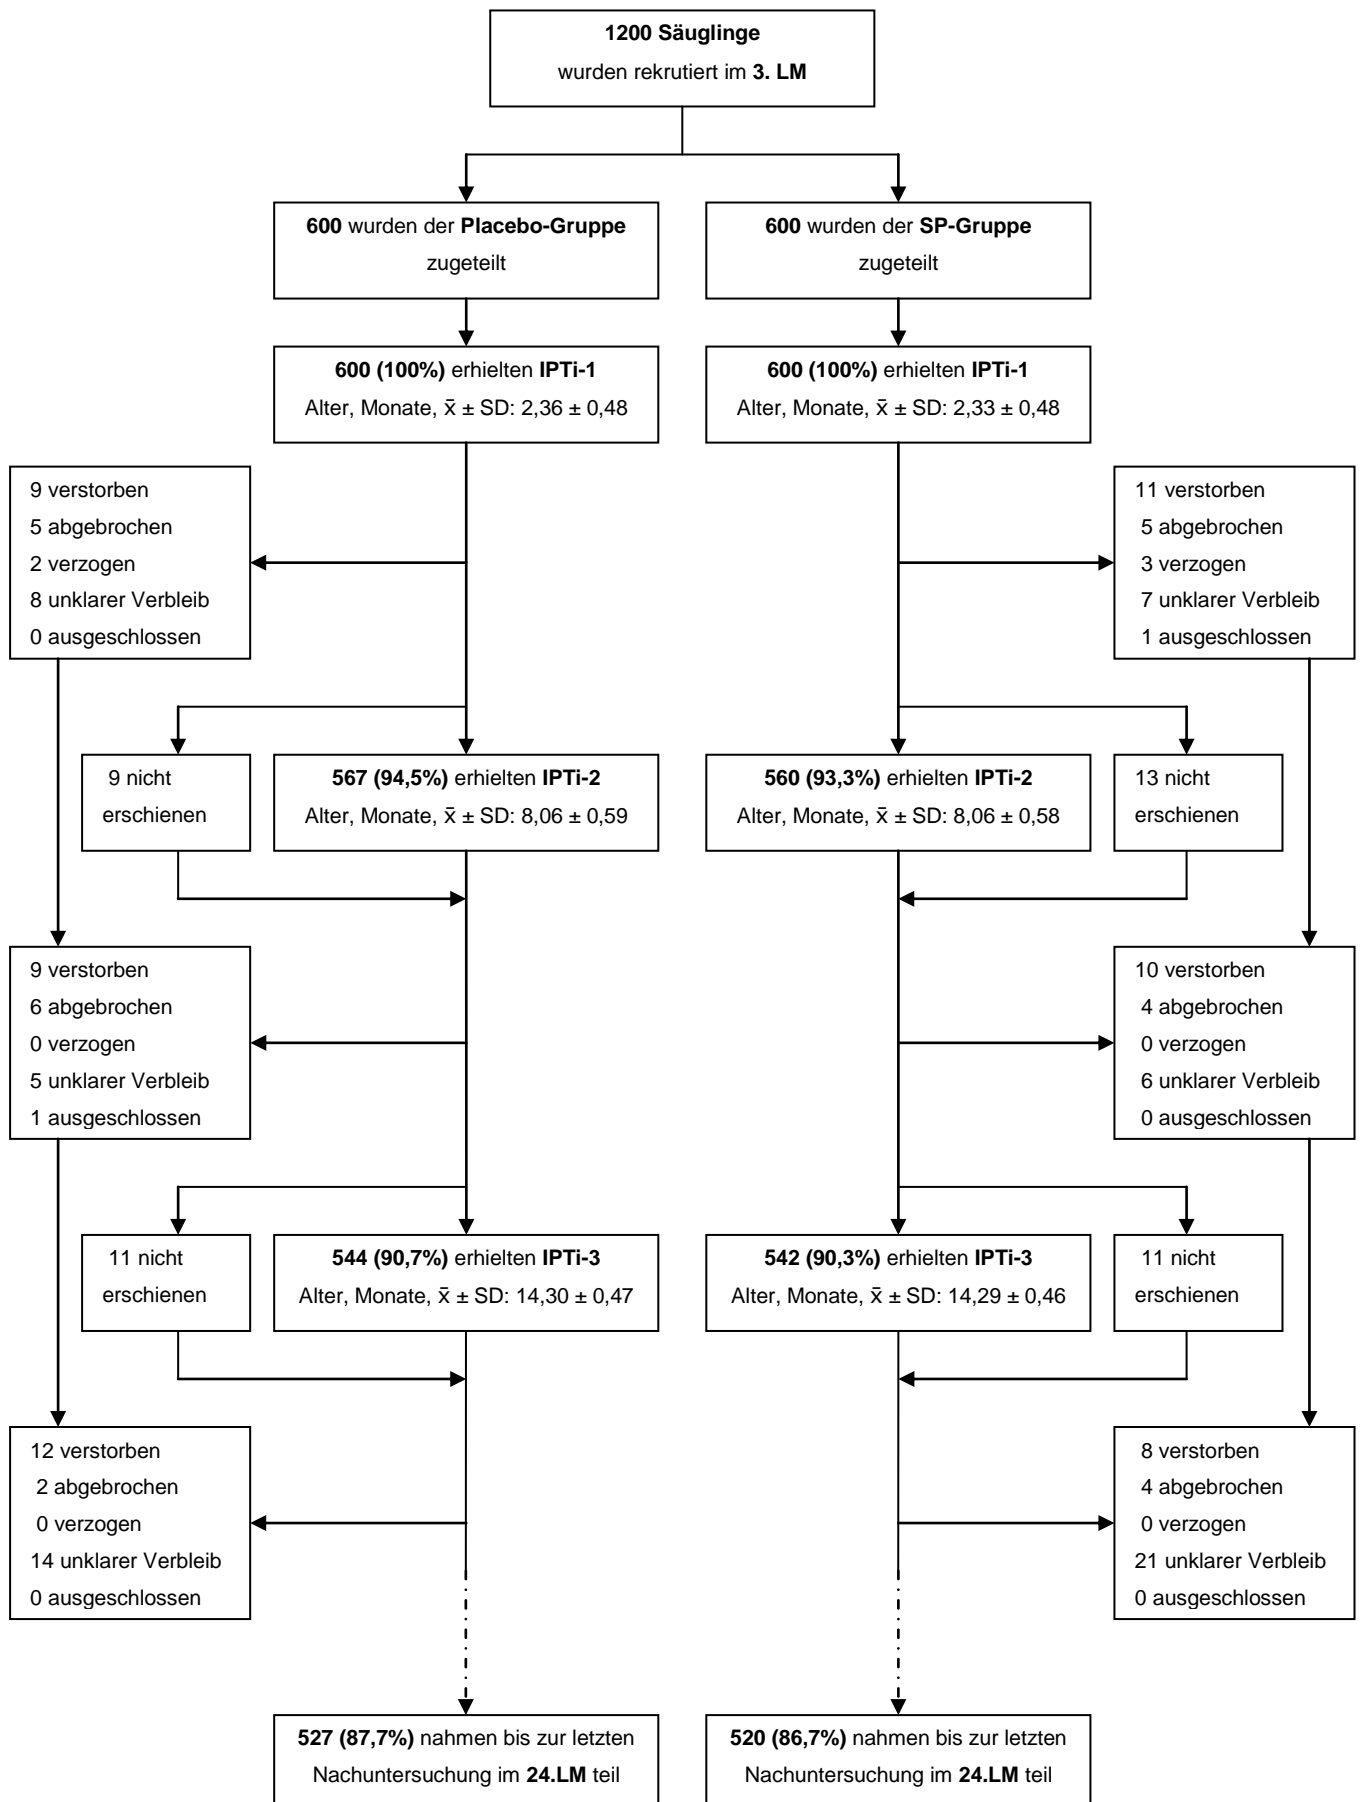 1200 Säuglinge
wurden rekrutiert im 3. LM
600 wurden der Placebo-Gruppe
zugeteilt
600 wurden der SP-Gruppe
zugeteilt
600 (100%) erhielten IPTi-1
Alter, Monate, x̄ ± SD: 2,36 ± 0,48
600 (100%) erhielten IPTi-1
Alter, Monate, x̄ ± SD: 2,33 ± 0,48
9 verstorben
5 abgebrochen
2 verzogen
8 unklarer Verbleib
0 ausgeschlossen
11 verstorben
5 abgebrochen
3 verzogen
7 unklarer Verbleib
1 ausgeschlossen
9 nicht
erschienen
567 (94,5%) erhielten IPTi-2
Alter, Monate, x̄ ± SD: 8,06 ± 0,59
560 (93,3%) erhielten IPTi-2
Alter, Monate, x̄ ± SD: 8,06 ± 0,58
13 nicht
erschienen
9 verstorben
6 abgebrochen
0 verzogen
5 unklarer Verbleib
1 ausgeschlossen
10 verstorben
4 abgebrochen
0 verzogen
6 unklarer Verbleib
0 ausgeschlossen
11 nicht
erschienen
544 (90,7%) erhielten IPTi-3
Alter, Monate, x̄ ± SD: 14,30 ± 0,47
542 (90,3%) erhielten IPTi-3
Alter, Monate, x̄ ± SD: 14,29 ± 0,46
11 nicht
erschienen
12 verstorben
2 abgebrochen
0 verzogen
14 unklarer Verbleib
0 ausgeschlossen
8 verstorben
4 abgebrochen
0 verzogen
21 unklarer Verbleib
0 ausgeschlossen
527 (87,7%) nahmen bis zur letzten
Nachuntersuchung im 24.LM teil
520 (86,7%) nahmen bis zur letzten
Nachuntersuchung im 24.LM teil